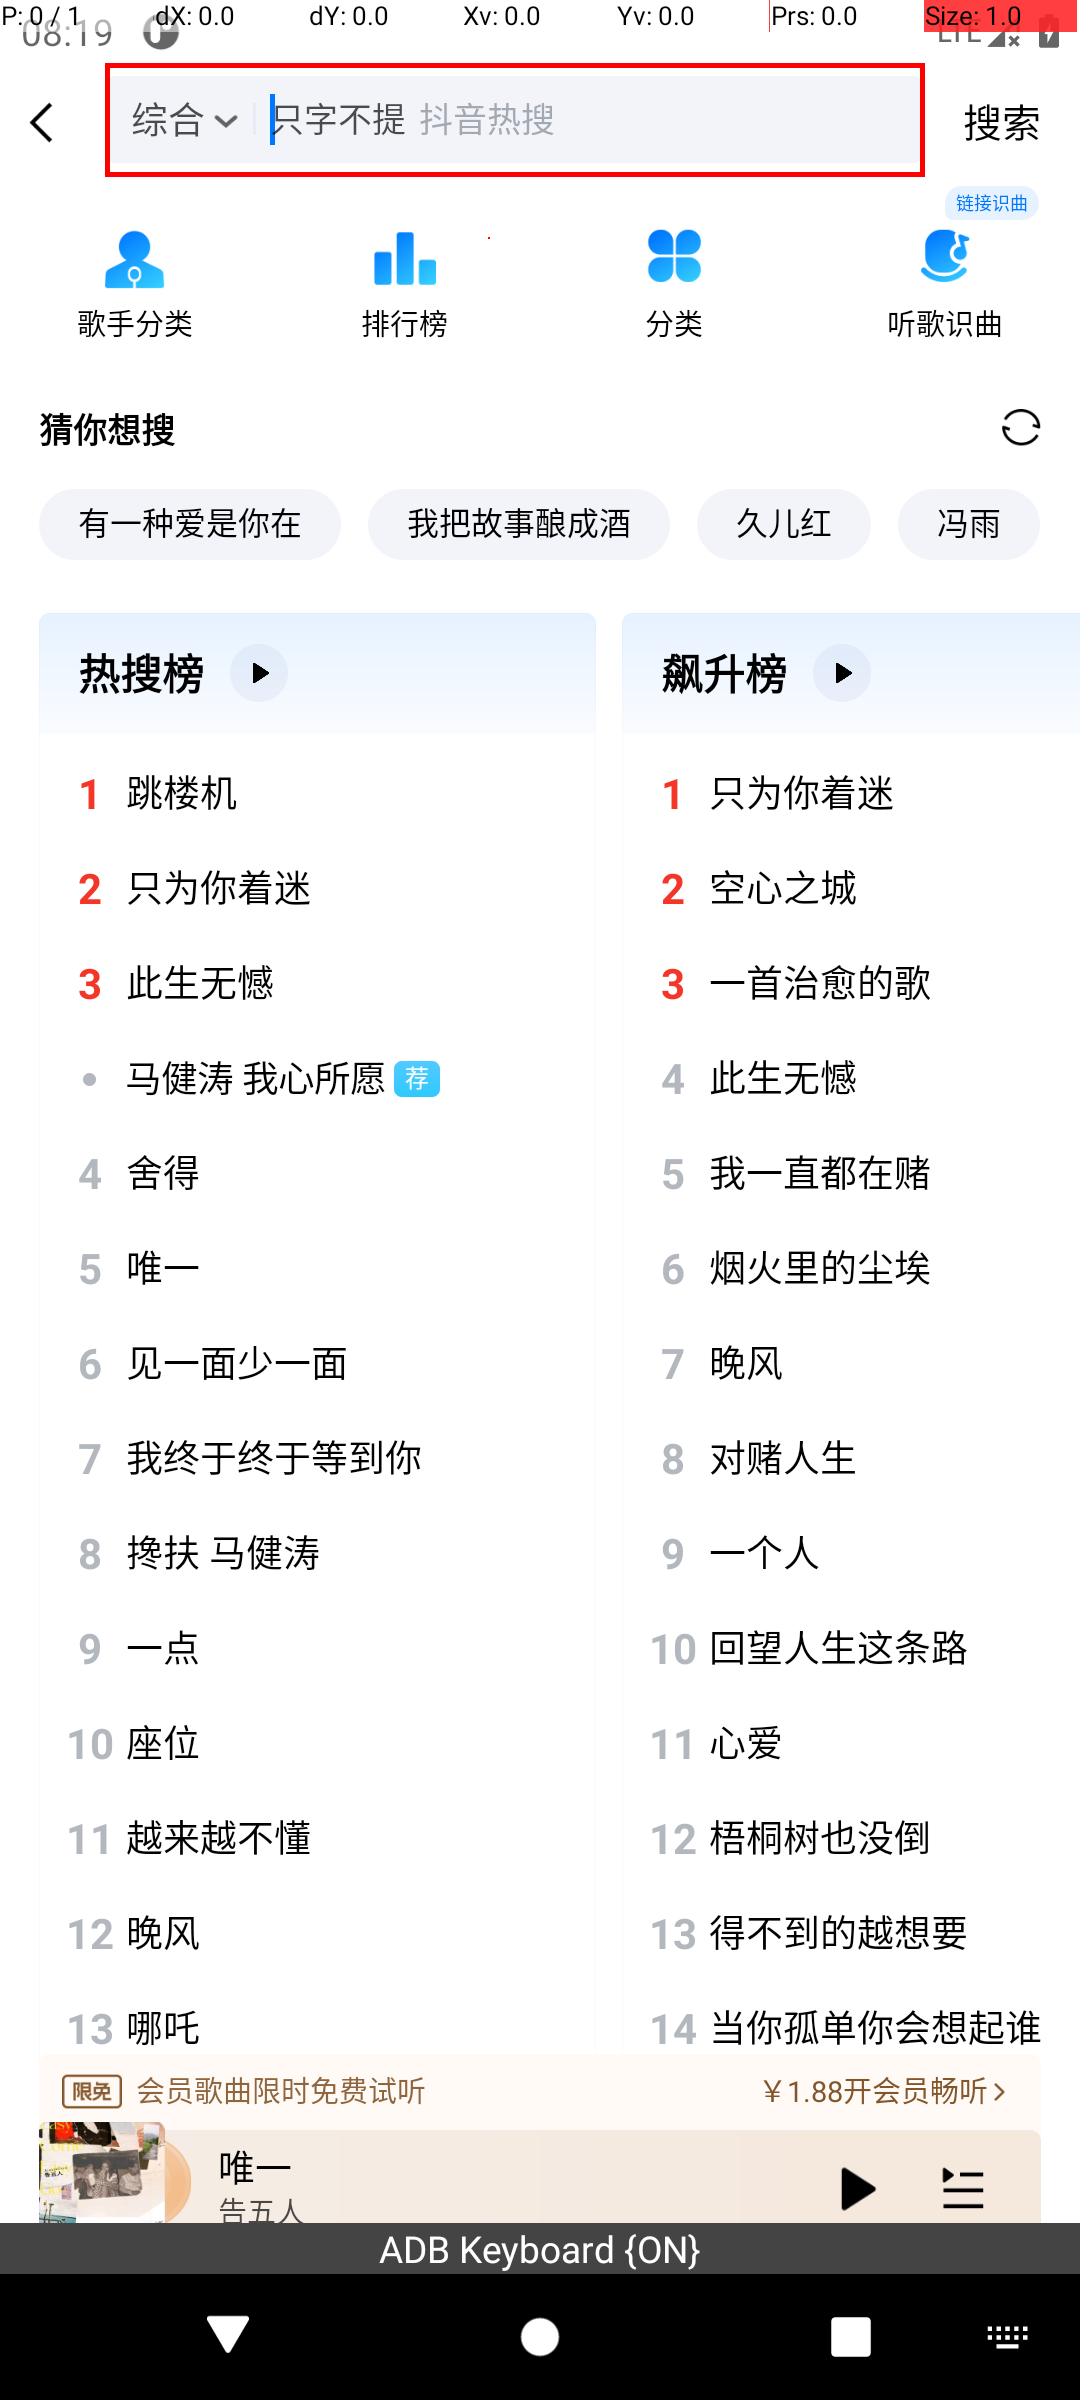 P: 0 / 1 dX: 0.0 dY: 0.0 Xv: 0.0 Yv: 0.0 Prs: 0.0 Size: 1.0
08:19 LTE
综合 只字不提 抖音热搜 搜索
链接识曲
歌手分类 排行榜 分类 听歌识曲
猜你想搜
有一种爱是你在 我把故事酿成酒 久儿红 冯雨
热搜榜
1 跳楼机
2 只为你着迷
3 此生无憾
• 马健涛 我心所愿 荐
4 舍得
5 唯一
6 见一面少一面
7 我终于终于等到你
8 搀扶 马健涛
9 一点
10 座位
11 越来越不懂
12 晚风
13 哪吒
飙升榜
1 只为你着迷
2 空心之城
3 一首治愈的歌
4 此生无憾
5 我一直都在赌
6 烟火里的尘埃
7 晚风
8 对赌人生
9 一个人
10 回望人生这条路
11 心爱
12 梧桐树也没倒
13 得不到的越想要
14 当你孤单你会想起谁
限免 会员歌曲限时免费试听 ￥1.88开会员畅听
唯一
告五人
ADB Keyboard {ON}